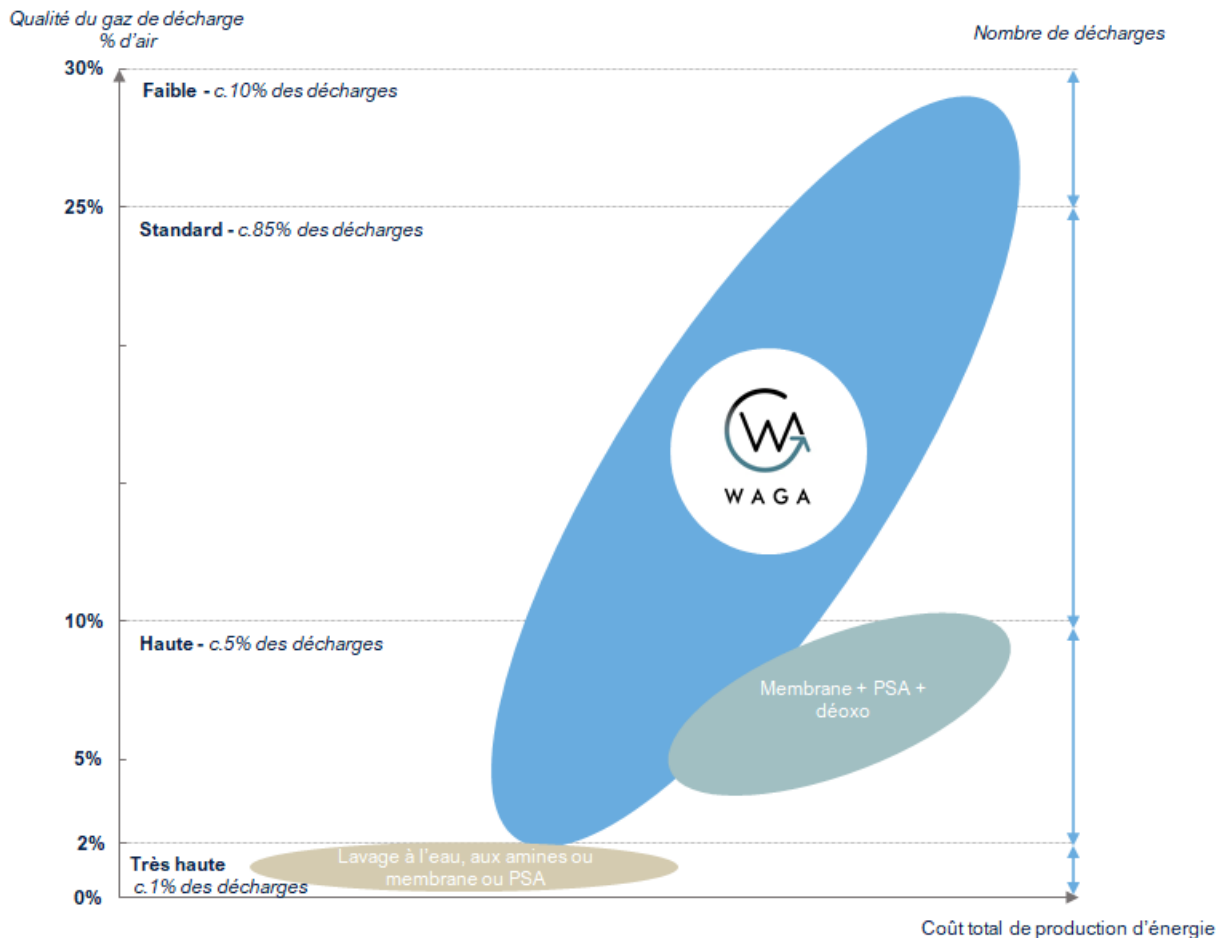 Qualité du gaz de décharge
% d'air
Nombre de décharges
30%
Faible - c.10% des décharges
25%
Standard - c.85% des décharges
WAGA
10%
Haute - c.5% des décharges
Membrane + PSA +
déoxo
5%
2%
Très haute
c.1% des décharges
Lavage à l'eau, aux amines ou
membrane ou PSA
0%
Coût total de production d'énergie